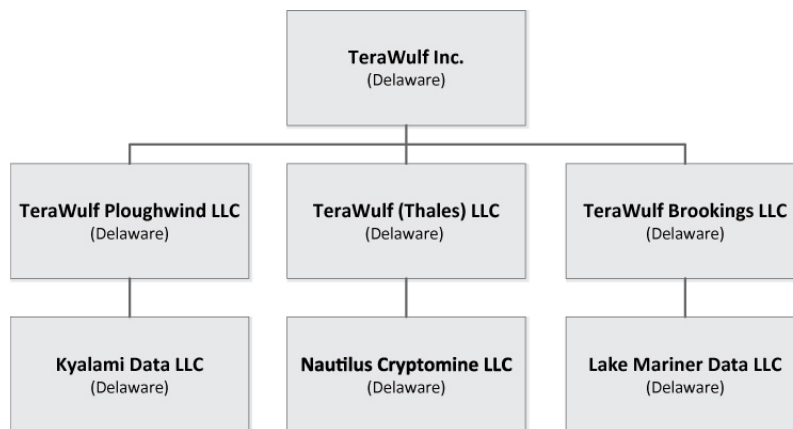 TeraWulf Inc.
(Delaware)
TeraWulf Ploughwind LLC
(Delaware)
TeraWulf (Thales) LLC
(Delaware)
TeraWulf Brookings LLC
(Delaware)
Kyalami Data LLC
(Delaware)
Nautilus Cryptomine LLC
(Delaware)
Lake Mariner Data LLC
(Delaware)